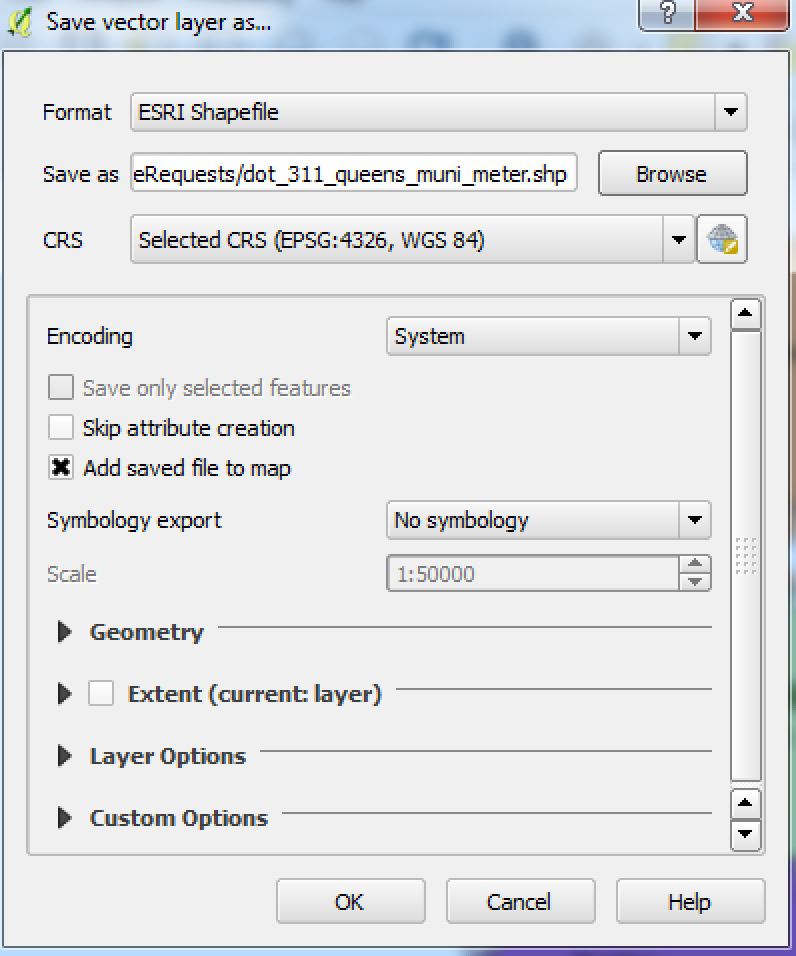 Save vector layer as...
Format ESRI Shapefile
Save as eRequests/dot_311_queens_muni_meter.shp Browse
CRS Selected CRS (EPSG:4326, WGS 84)
Encoding System
Save only selected features
Skip attribute creation
Add saved file to map
Symbology export No symbology
Scale 1:50000
Geometry
Extent (current: layer)
Layer Options
Custom Options
OK Cancel Help